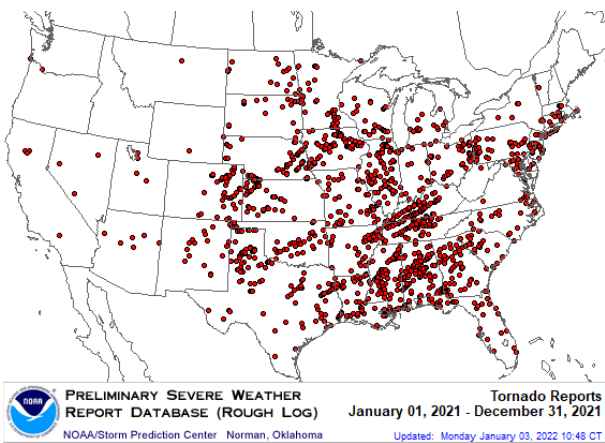 NOAA
PRELIMINARY SEVERE WEATHER
REPORT DATABASE (ROUGH LOG)
NOAA/Storm Prediction Center Norman, Oklahoma
Tornado Reports
January 01, 2021 - December 31, 2021
Updated: Monday January 03, 2022 10:48 CT